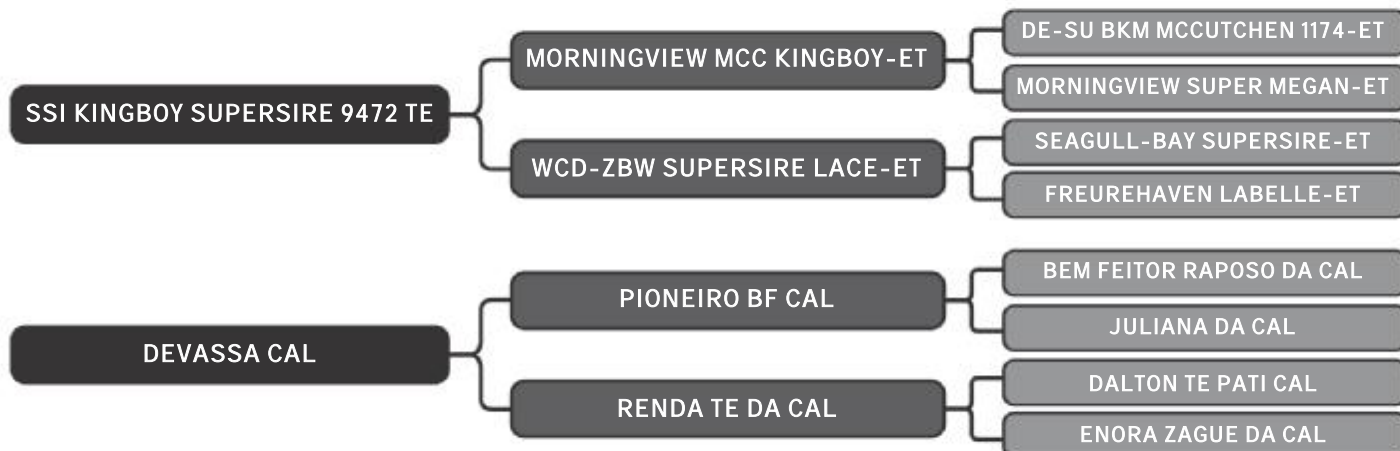 DE-SU BKM MCCUTCHEN 1174-ET
MORNINGVIEW MCC KINGBOY-ET
MORNINGVIEW SUPER MEGAN-ET
SSI KINGBOY SUPERSIRE 9472 TE
SEAGULL-BAY SUPERSIRE-ET
WCD-ZBW SUPERSIRE LACE-ET
FREUREHAVEN LABELLE-ET
BEM FEITOR RAPOSO DA CAL
PIONEIRO BF CAL
JULIANA DA CAL
DEVASSA CAL
DALTON TE PATI CAL
RENDA TE DA CAL
ENORA ZAGUE DA CAL